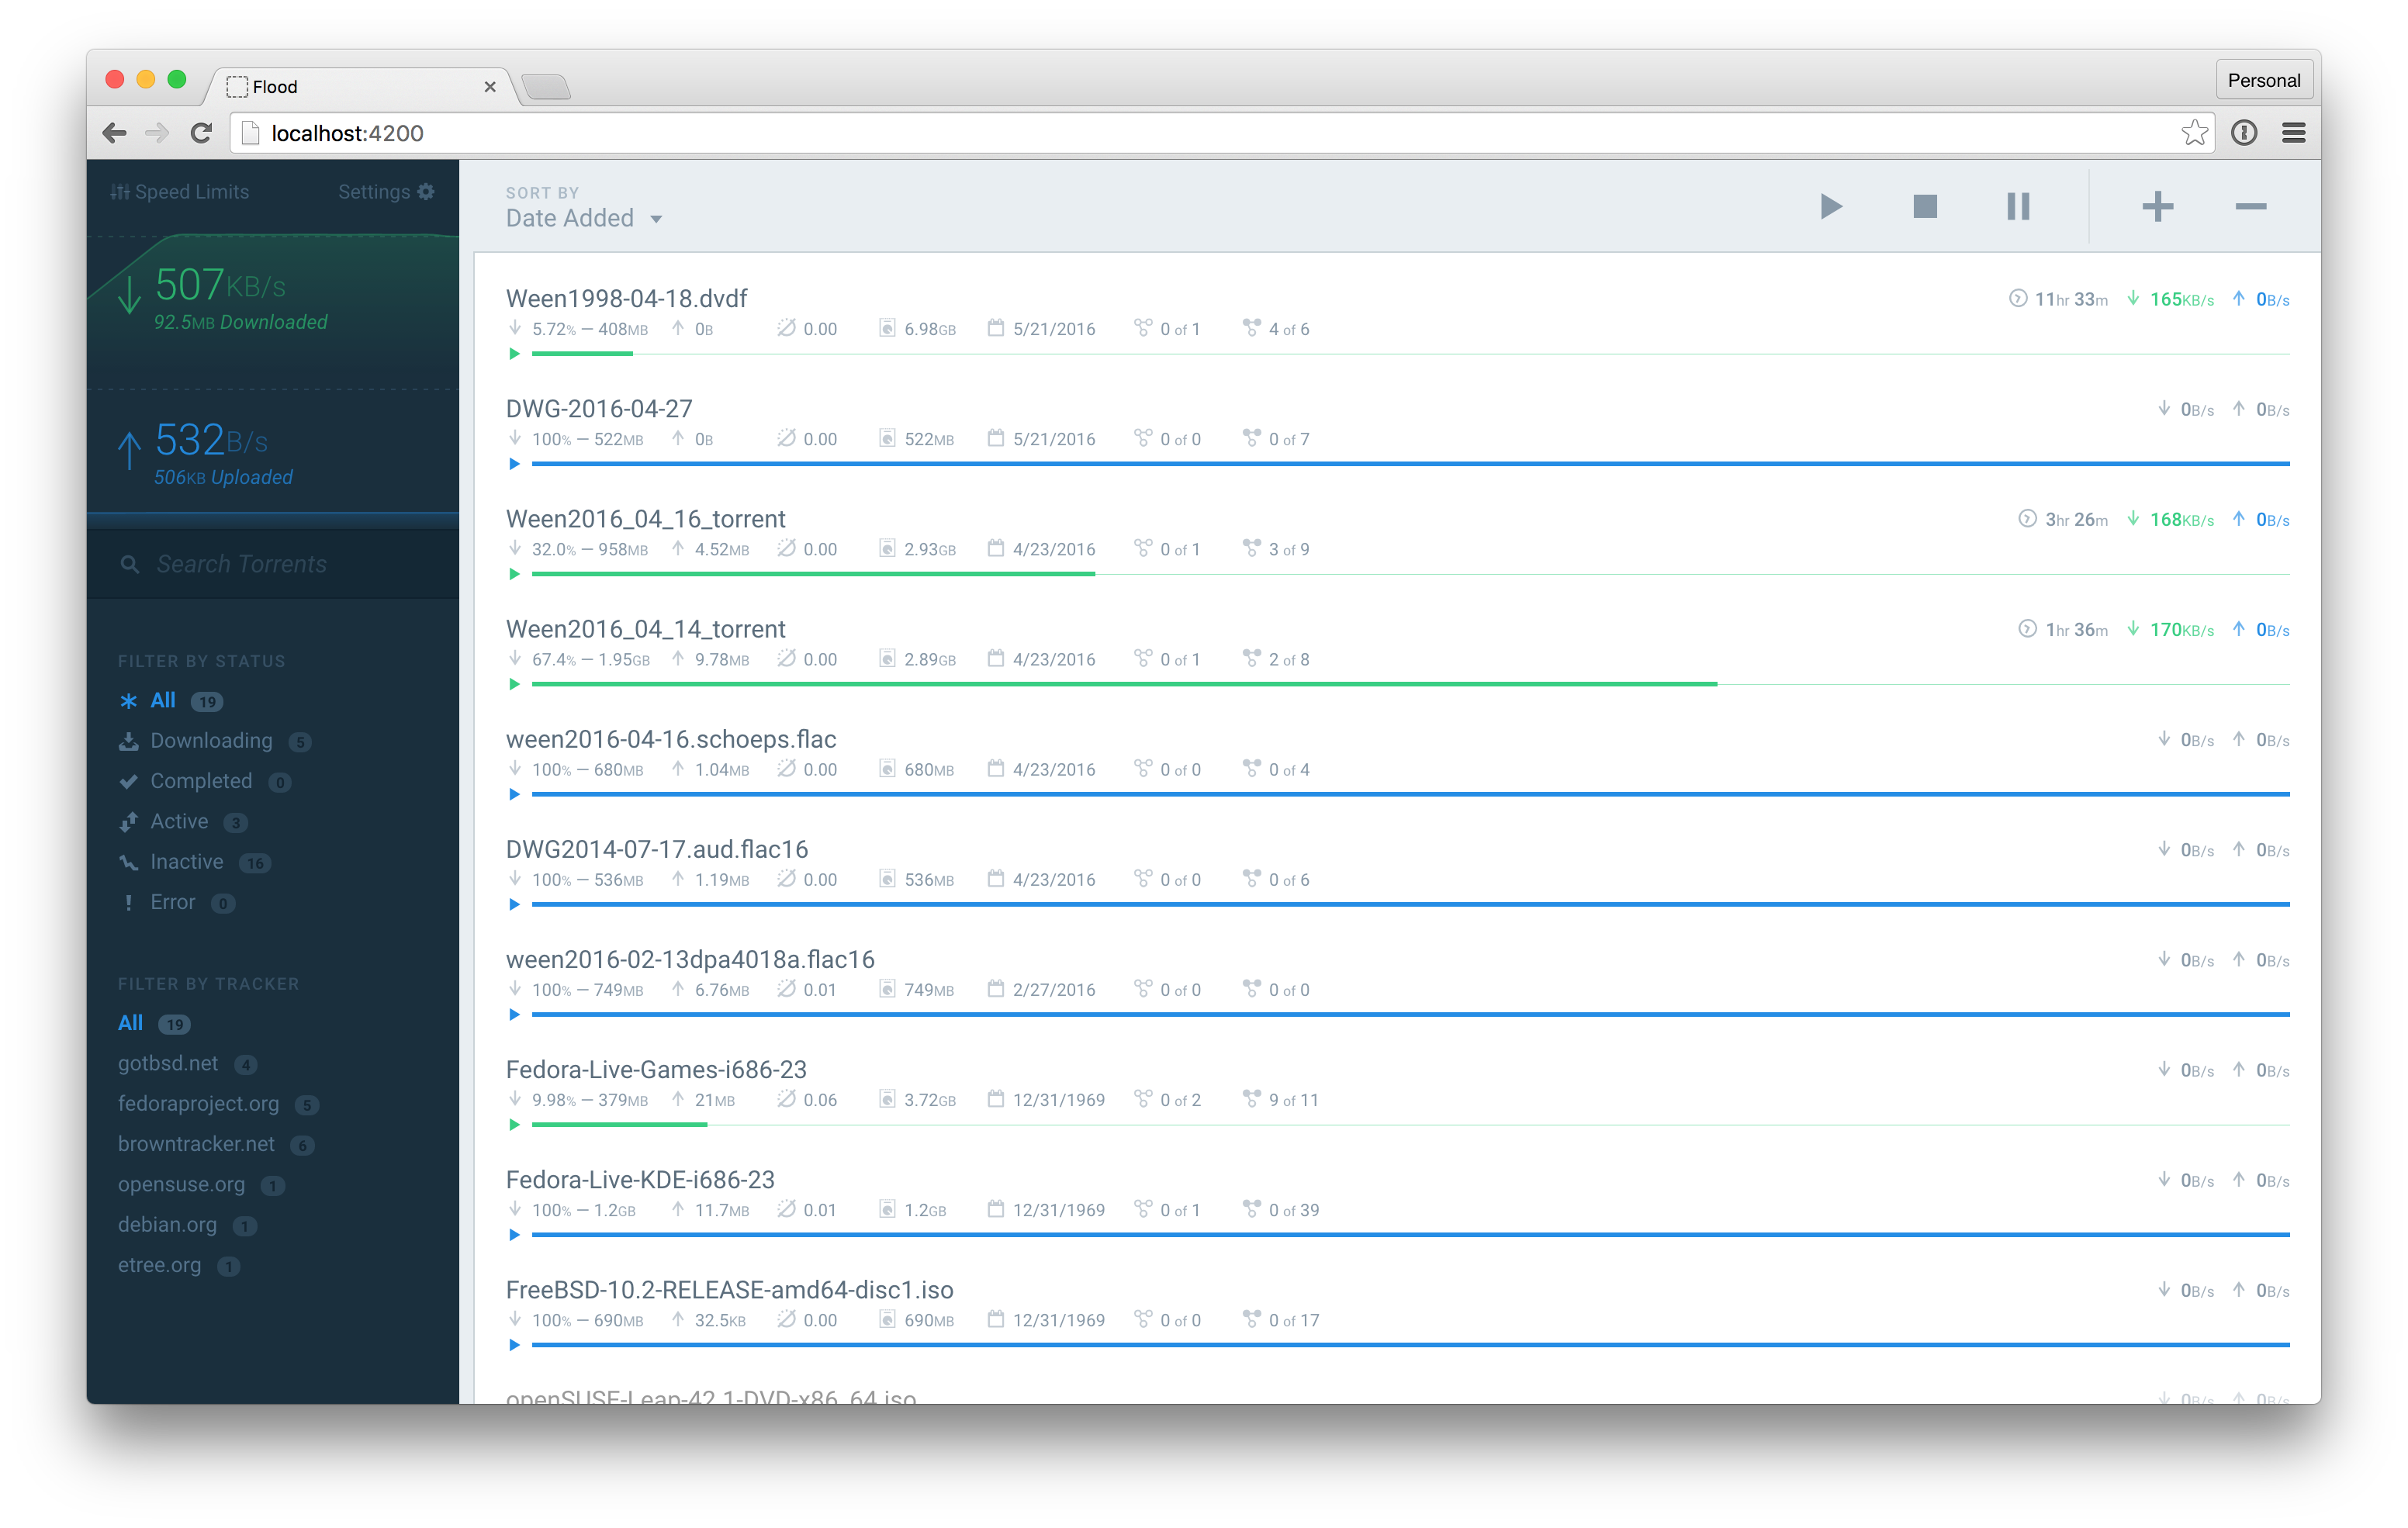 Flood
Personal
localhost:4200
Speed Limits
Settings
507KB/s
92.5MB Downloaded
532B/s
506KB Uploaded
Search Torrents
FILTER BY STATUS
All 19
Downloading 5
Completed 0
Active 3
Inactive 16
Error 0
FILTER BY TRACKER
All 19
gotbsd.net 4
fedoraproject.org 5
browntracker.net 6
opensuse.org 1
debian.org 1
etree.org 1
SORT BY
Date Added
Ween1998-04-18.dvdf 11hr 33m 165KB/s 0B/s
5.72% — 408MB 0B 0.00 6.98GB 5/21/2016 0 of 1 4 of 6
DWG-2016-04-27 0B/s 0B/s
100% — 522MB 0B 0.00 522MB 5/21/2016 0 of 0 0 of 7
Ween2016_04_16_torrent 3hr 26m 168KB/s 0B/s
32.0% — 958MB 4.52MB 0.00 2.93GB 4/23/2016 0 of 1 3 of 9
Ween2016_04_14_torrent 1hr 36m 170KB/s 0B/s
67.4% — 1.95GB 9.78MB 0.00 2.89GB 4/23/2016 0 of 1 2 of 8
ween2016-04-16.schoeps.flac 0B/s 0B/s
100% — 680MB 1.04MB 0.00 680MB 4/23/2016 0 of 0 0 of 4
DWG2014-07-17.aud.flac16 0B/s 0B/s
100% — 536MB 1.19MB 0.00 536MB 4/23/2016 0 of 0 0 of 6
ween2016-02-13dpa4018a.flac16 0B/s 0B/s
100% — 749MB 6.76MB 0.01 749MB 2/27/2016 0 of 0 0 of 0
Fedora-Live-Games-i686-23 0B/s 0B/s
9.98% — 379MB 21MB 0.06 3.72GB 12/31/1969 0 of 2 9 of 11
Fedora-Live-KDE-i686-23 0B/s 0B/s
100% — 1.2GB 11.7MB 0.01 1.2GB 12/31/1969 0 of 1 0 of 39
FreeBSD-10.2-RELEASE-amd64-disc1.iso 0B/s 0B/s
100% — 690MB 32.5KB 0.00 690MB 12/31/1969 0 of 0 0 of 17
openSUSE-Leap-42.1-DVD-x86_64.iso 0B/s 0B/s